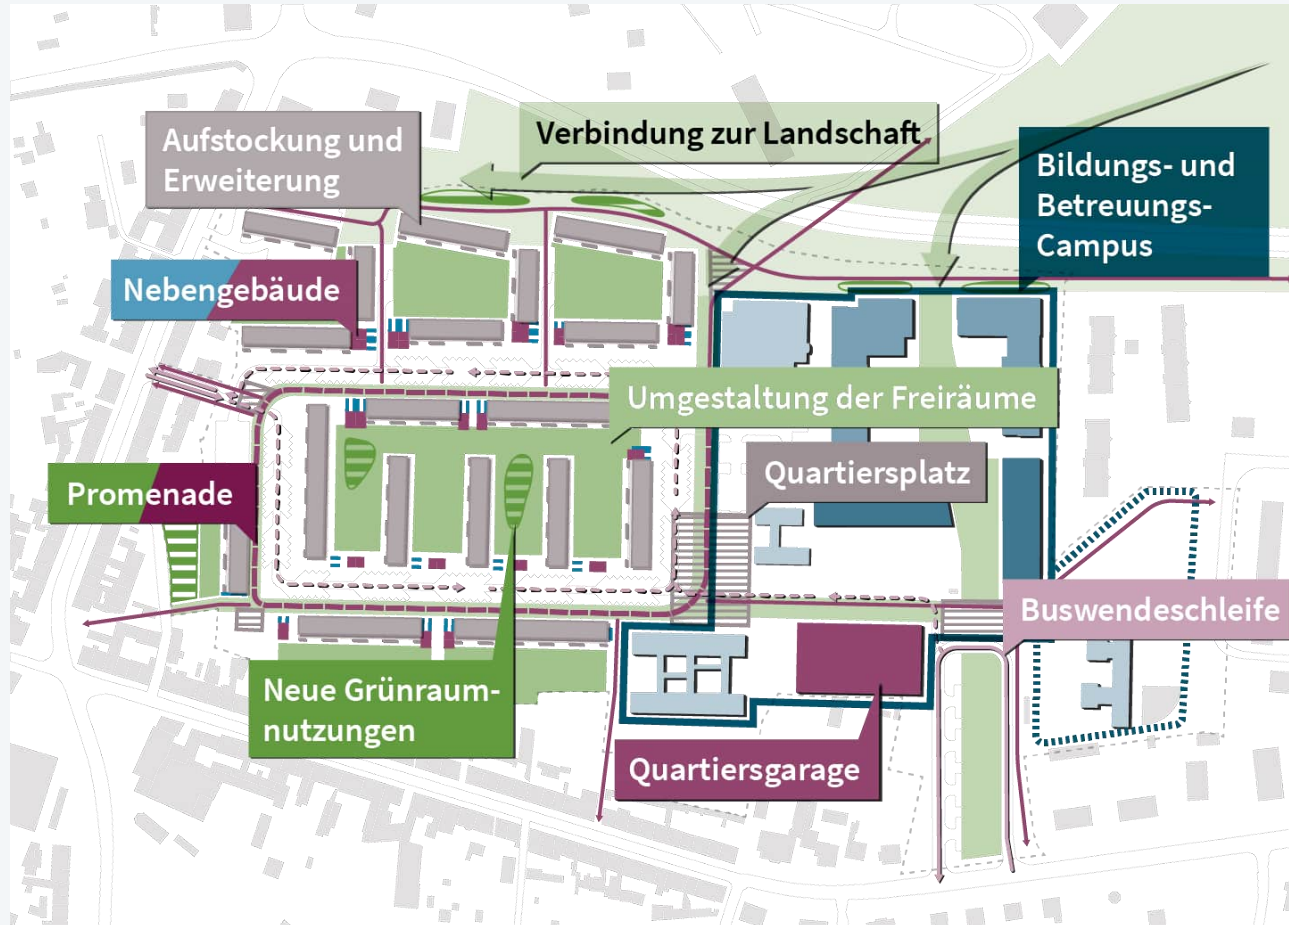 Verbindung zur Landschaft
Aufstockung und
Erweiterung
Bildungs- und
Betreuungs-
Campus
Nebengebäude
Umgestaltung der Freiräume
Quartiersplatz
Promenade
Buswendeschleife
Neue Grünraum-
nutzungen
Quartiersgarage